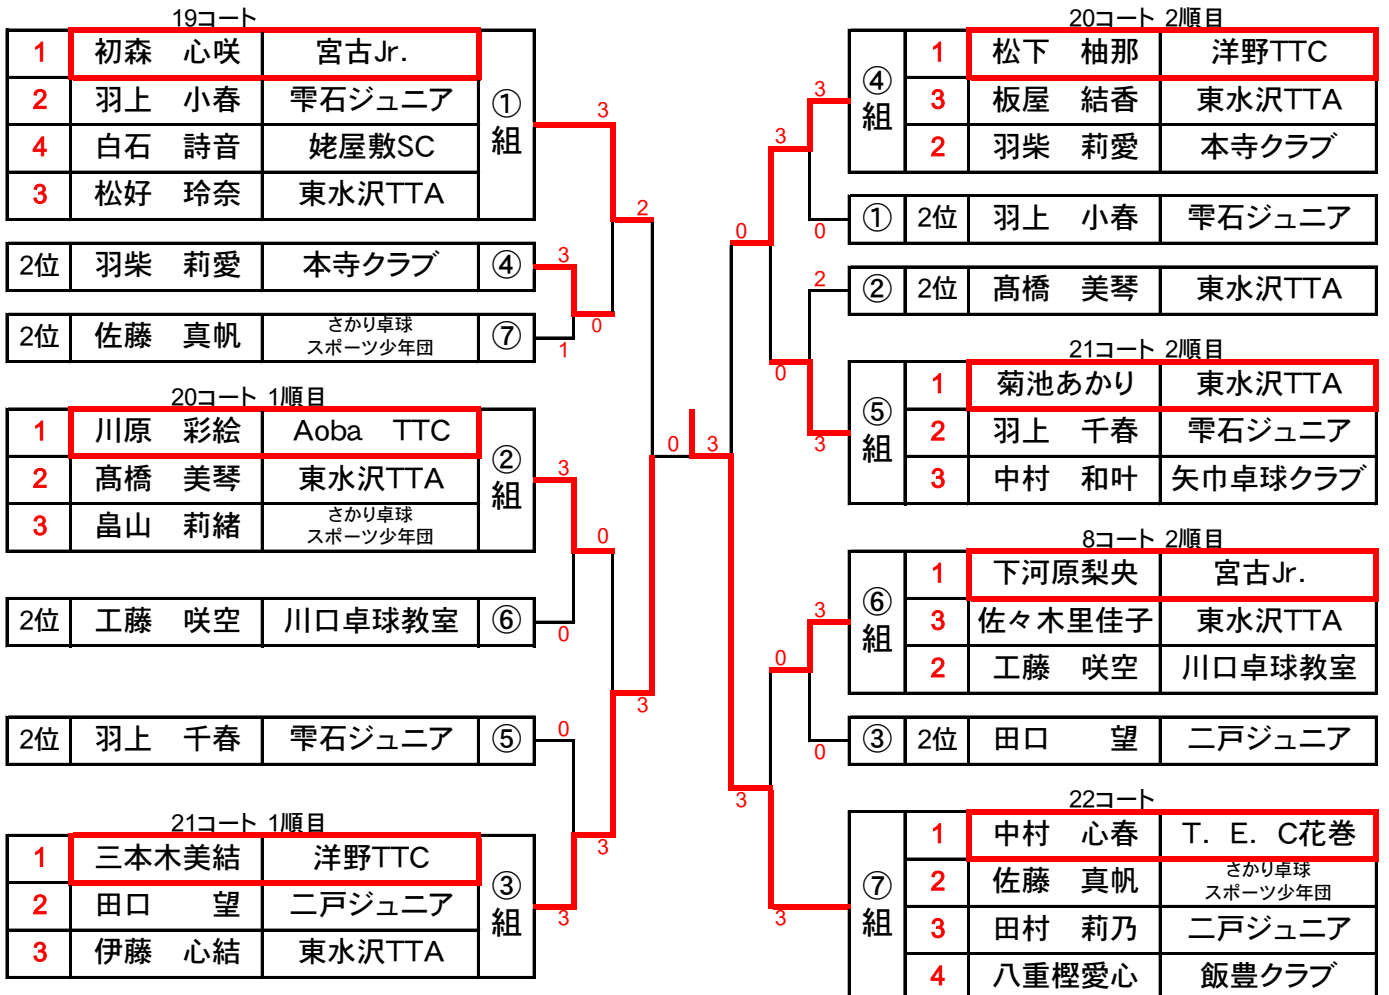 19コート
1 初森 心咲 宮古Jr.
2 羽上 小春 雫石ジュニア
4 白石 詩音 姥屋敷SC
3 松好 玲奈 東水沢TTA
①組
3
2
2位 羽柴 莉愛 本寺クラブ ④
3
0
2位 佐藤 真帆 さかり卓球
スポーツ少年団 ⑦
1
20コート 1順目
1 川原 彩絵 Aoba TTC
2 髙橋 美琴 東水沢TTA
3 畠山 莉緒 さかり卓球
スポーツ少年団
②組
3
0
2位 工藤 咲空 川口卓球教室 ⑥
0
3
2位 羽上 千春 雫石ジュニア ⑤
0
3
21コート 1順目
1 三本木美結 洋野TTC
2 田口 望 二戸ジュニア
3 伊藤 心結 東水沢TTA
③組
3
0 3
20コート 2順目
④組
1 松下 柚那 洋野TTC
3 板屋 結香 東水沢TTA
2 羽柴 莉愛 本寺クラブ
3
3
① 2位 羽上 小春 雫石ジュニア
0
0
② 2位 髙橋 美琴 東水沢TTA
2
0
21コート 2順目
⑤組
1 菊池あかり 東水沢TTA
2 羽上 千春 雫石ジュニア
3 中村 和叶 矢巾卓球クラブ
3
8コート 2順目
⑥組
1 下河原梨央 宮古Jr.
3 佐々木里佳子 東水沢TTA
2 工藤 咲空 川口卓球教室
3
0
③ 2位 田口 望 二戸ジュニア
0
3
22コート
⑦組
1 中村 心春 T. E. C花巻
2 佐藤 真帆 さかり卓球
スポーツ少年団
3 田村 莉乃 二戸ジュニア
4 八重樫愛心 飯豊クラブ
3